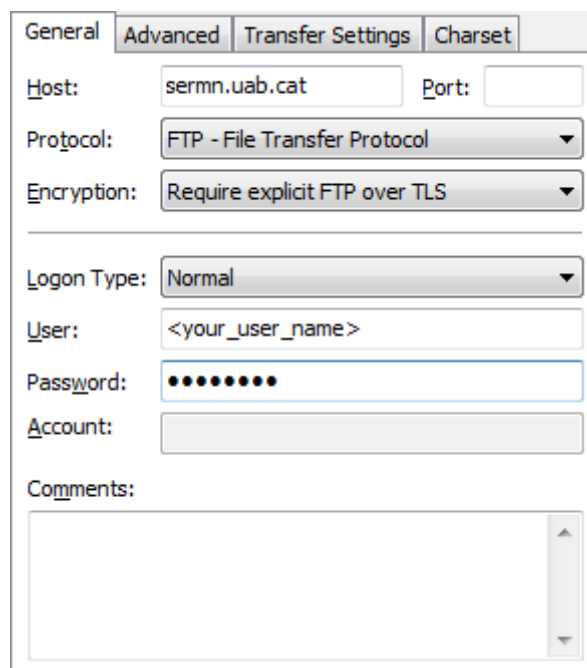 General Advanced Transfer Settings Charset
Host: sermn.uab.cat Port:
Protocol: FTP - File Transfer Protocol
Encryption: Require explicit FTP over TLS
Logon Type: Normal
User: <your_user_name>
Password: ●●●●●●●●
Account:
Comments: